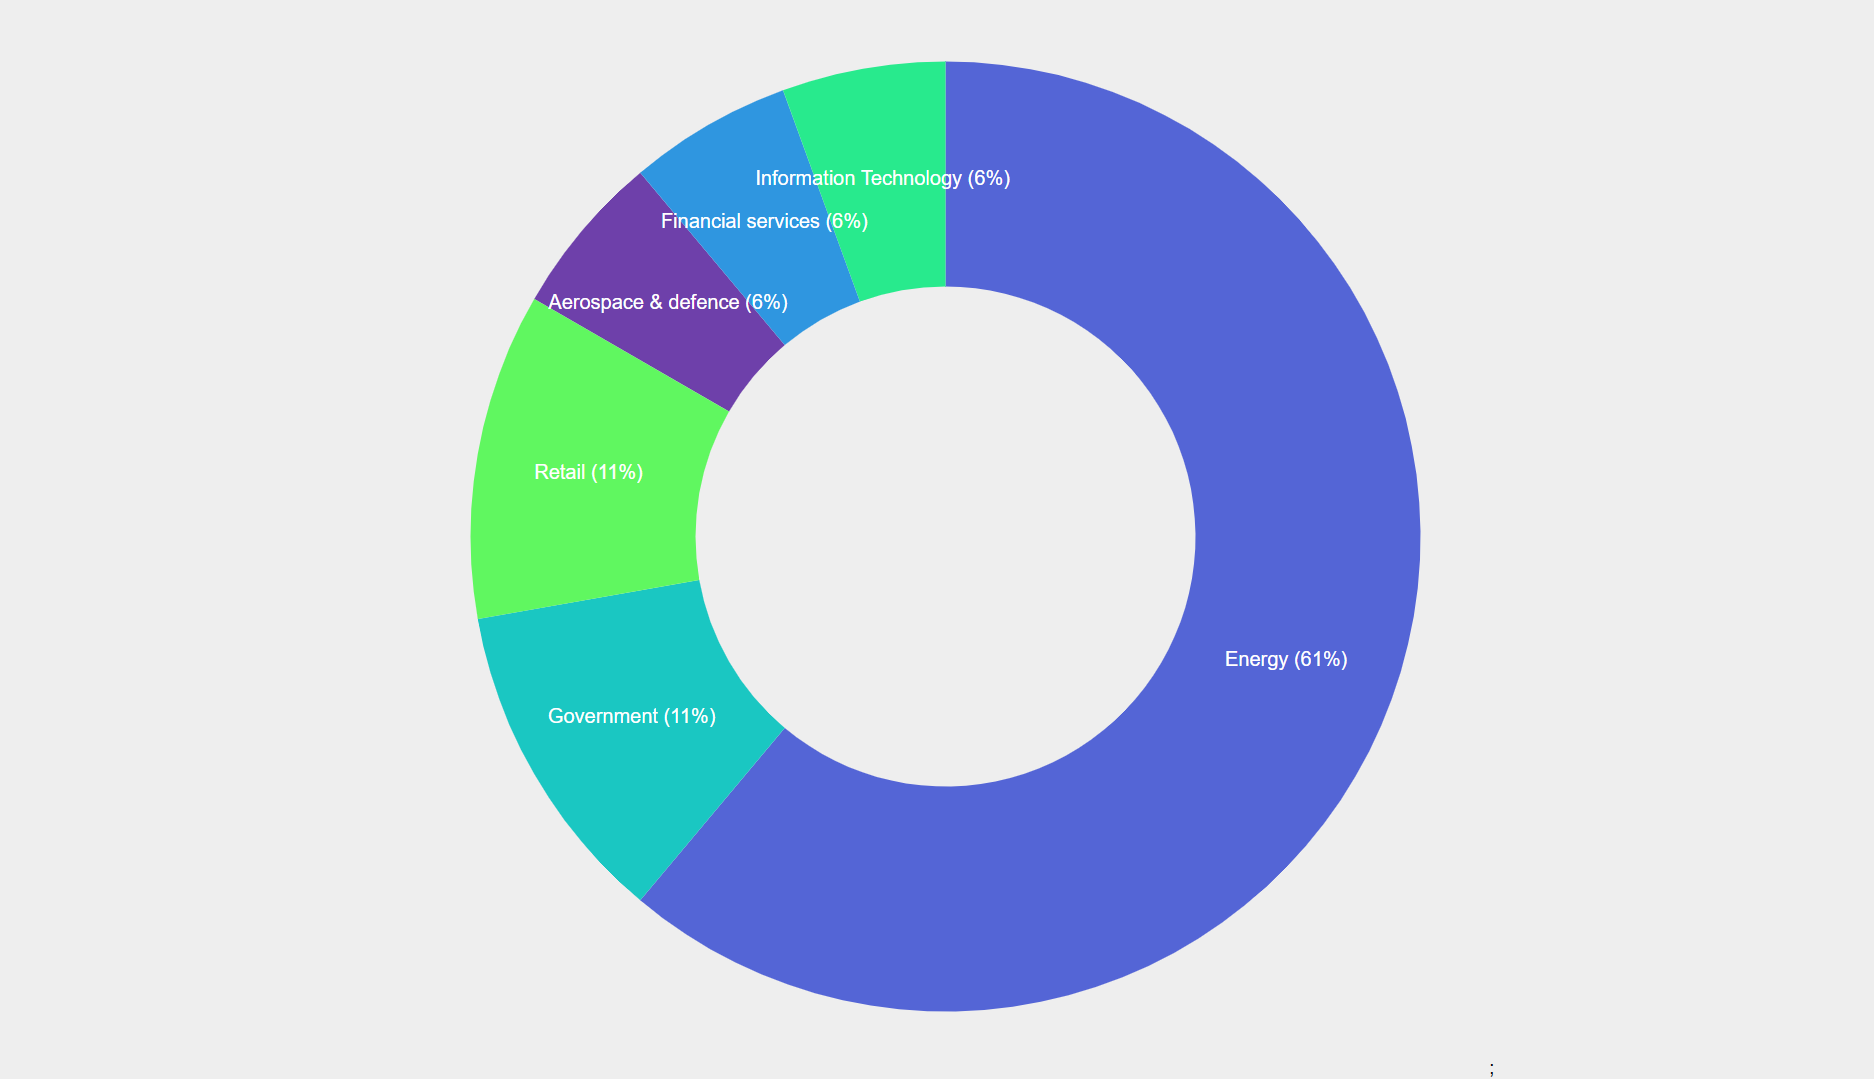 Information Technology (6%)
Financial services (6%)
Aerospace & defence (6%)
Retail (11%)
Energy (61%)
Government (11%)
;